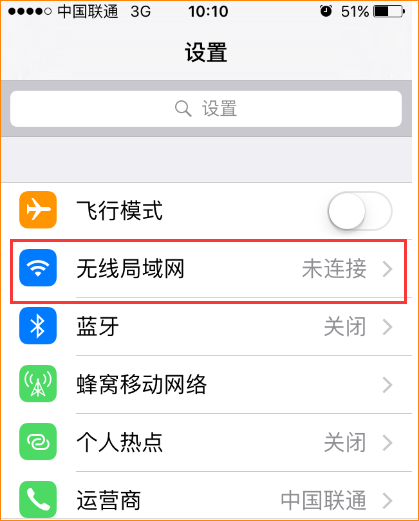 中国联通 3G 10:10 51%
设置
设置
飞行模式
无线局域网 未连接
蓝牙 关闭
蜂窝移动网络
个人热点 关闭
运营商 中国联通